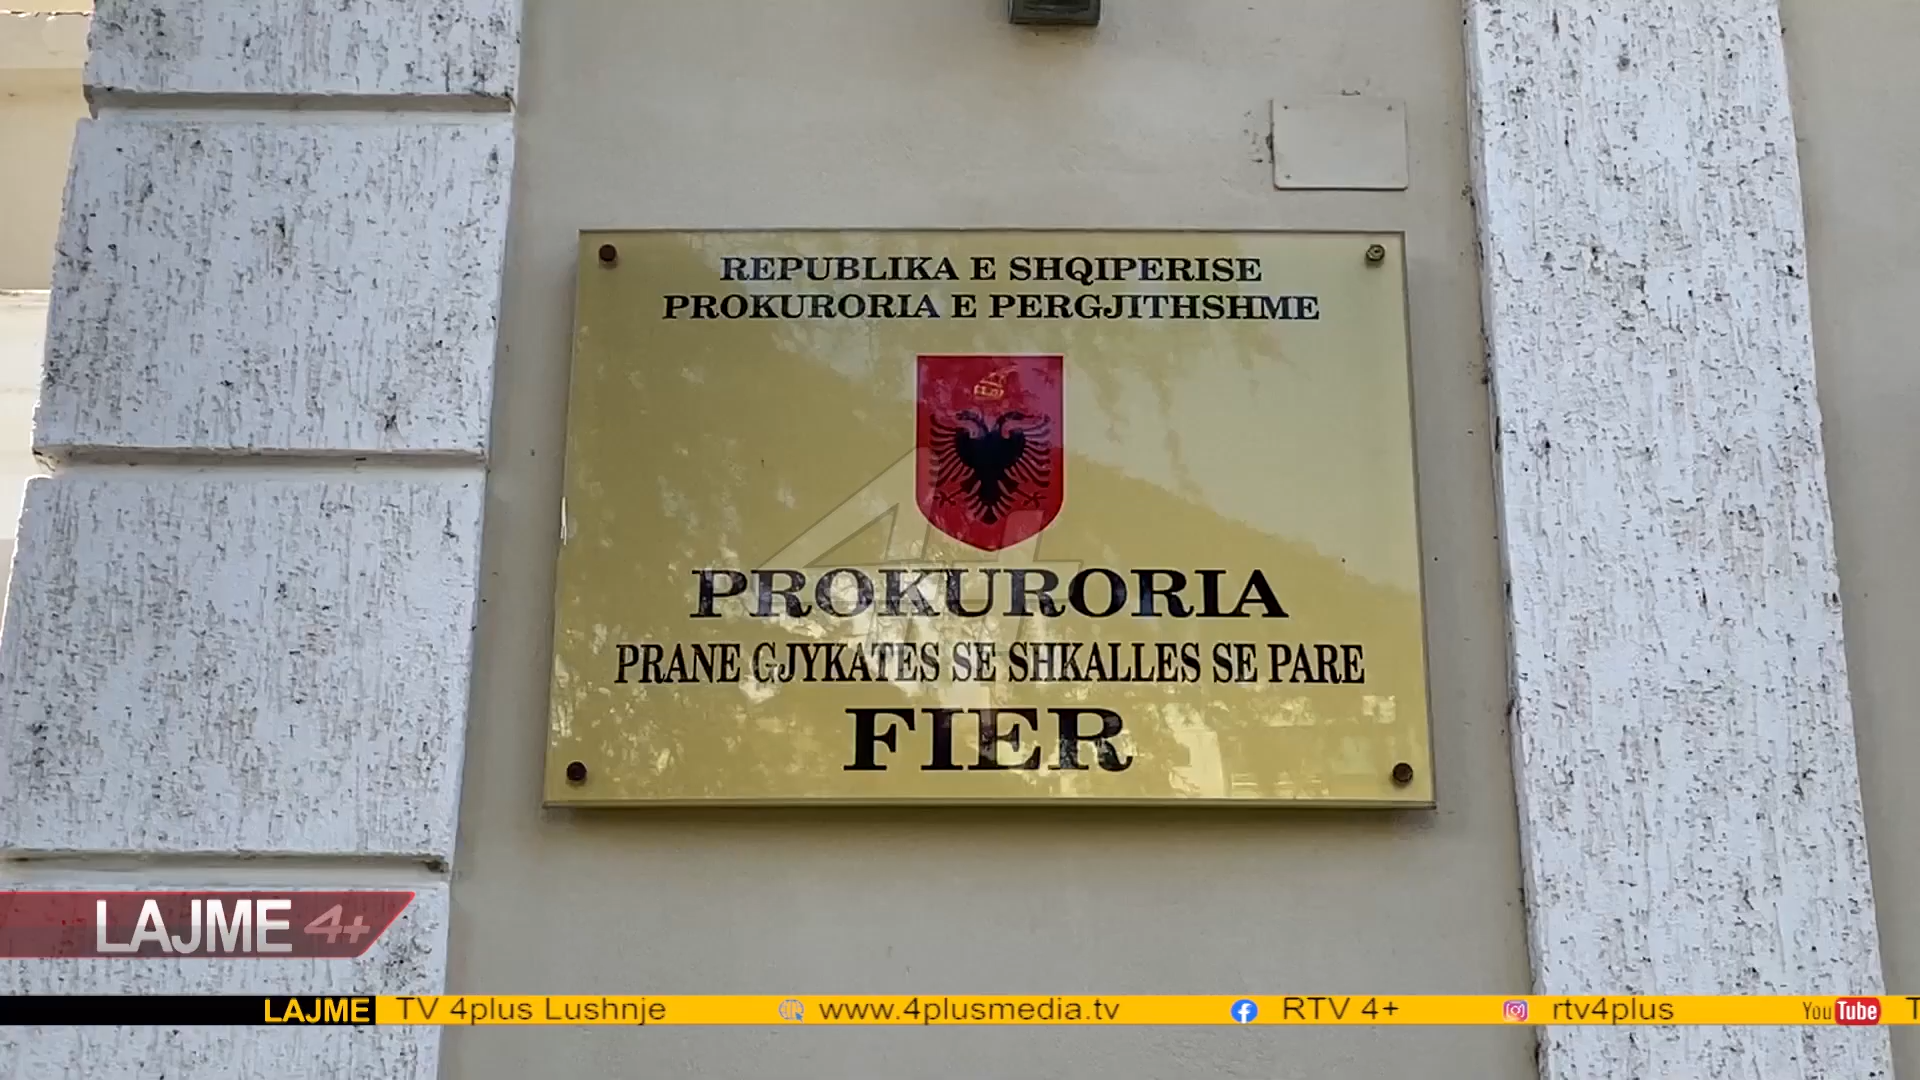 REPUBLIKA E SHQIPERISE
PROKURORIA E PERGJITHSHME
PROKURORIA
PRANE GJYKATES SE SHKALLES SE PARE
FIER
LAJME 4+
LAJME TV 4plus Lushnje www.4plusmedia.tv RTV 4+ rtv4plus YouTube